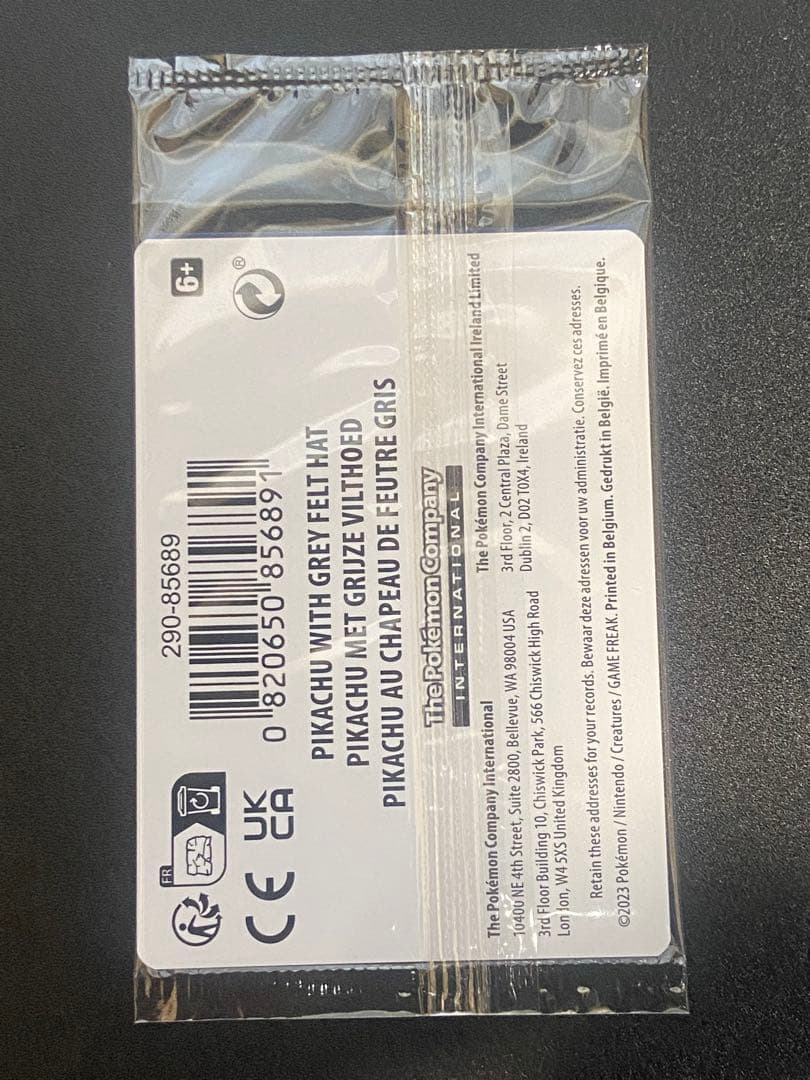 6+
®
290-85689
0 820650 856891
FR
CE
UK
CA
PIKACHU WITH GREY FELT HAT
PIKACHU MET GRIJZE VILTHOED
PIKACHU AU CHAPEAU DE FEUTRE GRIS
The Pokémon Company
INTERNATIONAL
The Pokémon Company International
10400 NE 4th Street, Suite 2800, Bellevue, WA 98004 USA
3rd Floor Building 10, Chiswick Park, 566 Chiswick High Road
London, W4 5XS United Kingdom
The Pokémon Company International Ireland Limited
3rd Floor, 2 Central Plaza, Dame Street
Dublin 2, D02 T0X4, Ireland
Retain these addresses for your records. Bewaar deze adressen voor uw administratie. Conservez ces adresses.
©2023 Pokémon / Nintendo / Creatures / GAME FREAK. Printed in Belgium. Gedrukt in België. Imprimé en Belgique.